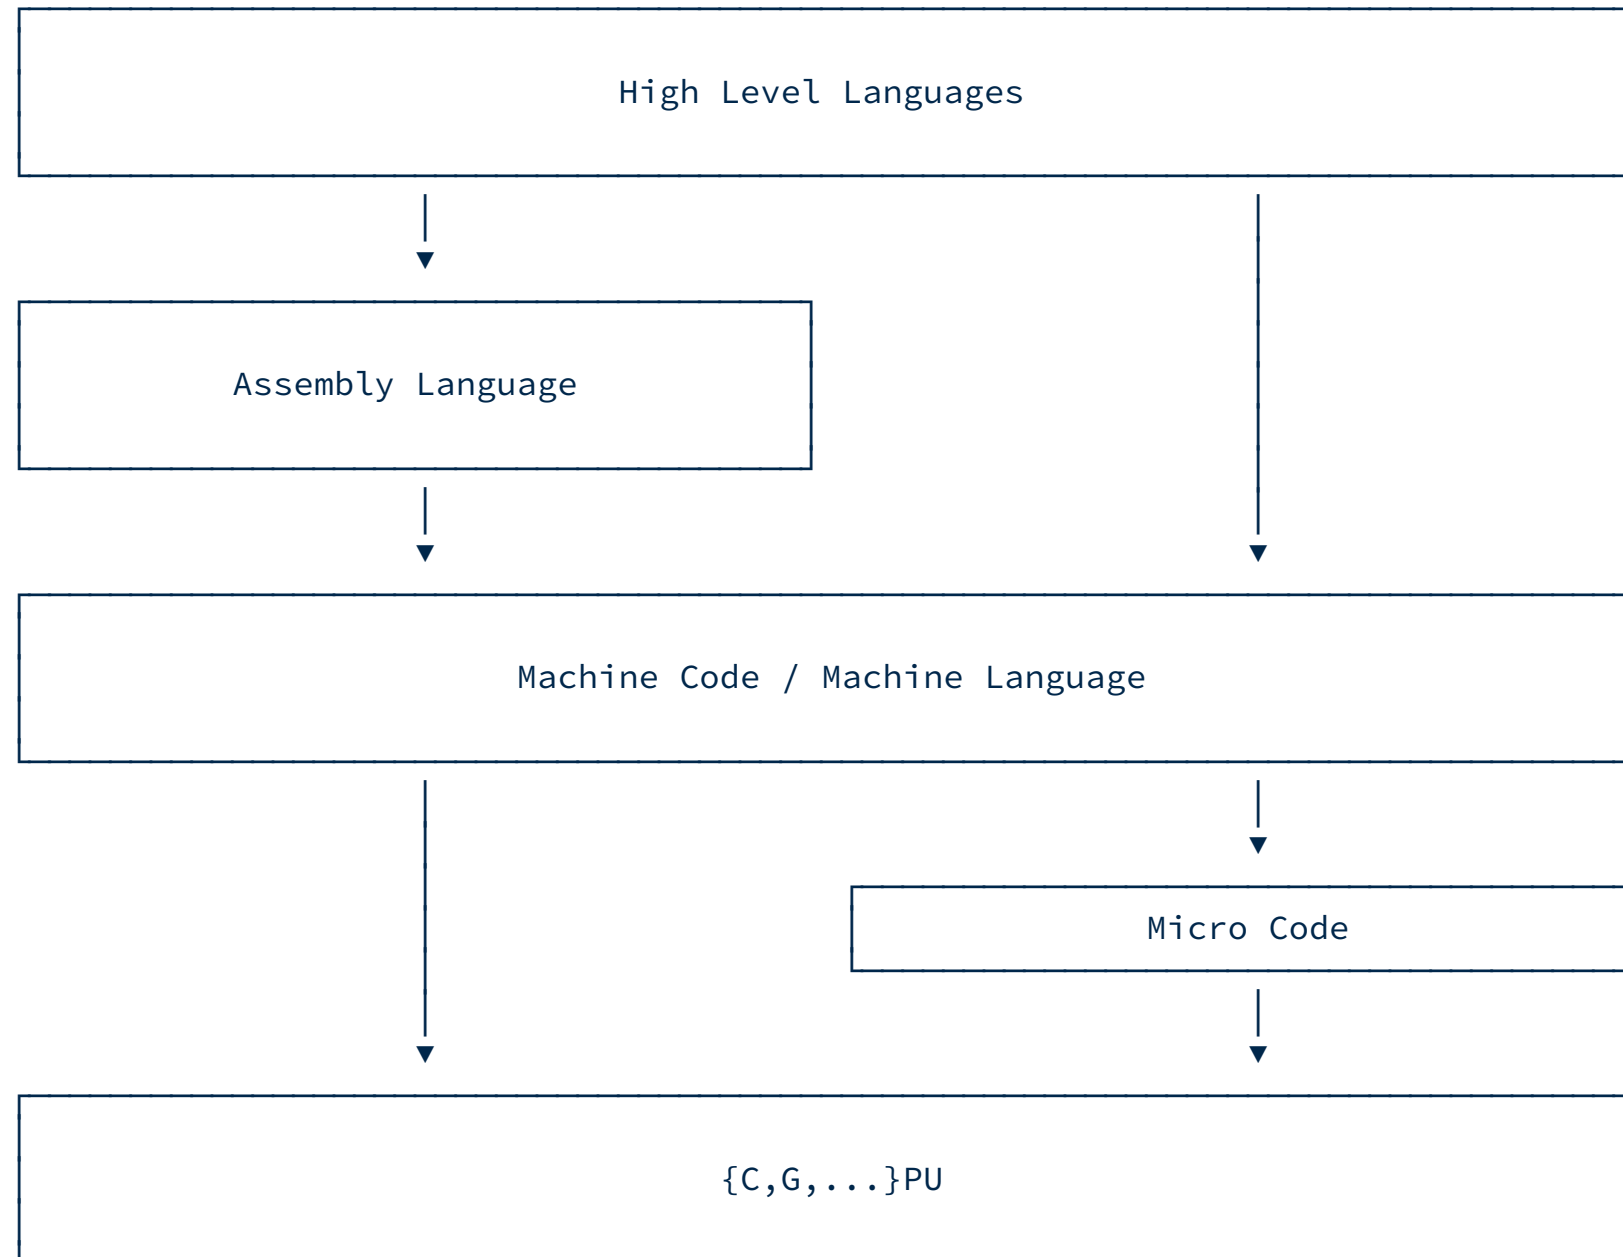 High Level Languages
Assembly Language
Machine Code / Machine Language
Micro Code
{C,G,...}PU